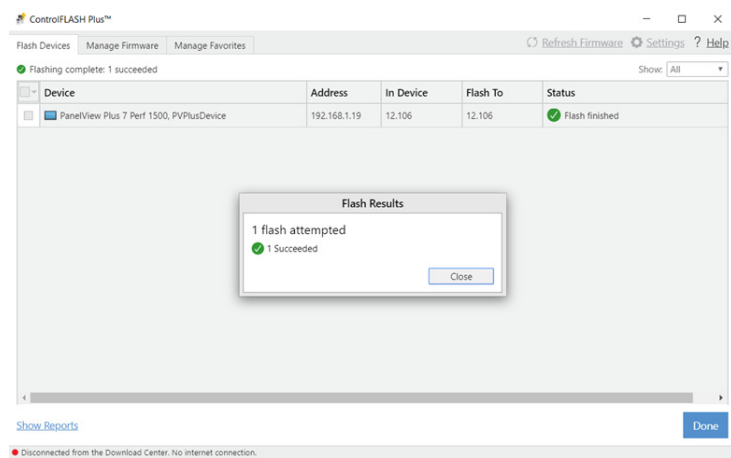 ControlFLASH Plus™
Flash Devices Manage Firmware Manage Favorites Refresh Firmware Settings ? Help
Flashing complete: 1 succeeded Show: All
Device Address In Device Flash To Status
PanelView Plus 7 Perf 1500, PVPlusDevice 192.168.1.19 12.106 12.106 Flash finished
Flash Results
1 flash attempted
1 Succeeded
Close
Show Reports Done
Disconnected from the Download Center. No internet connection.